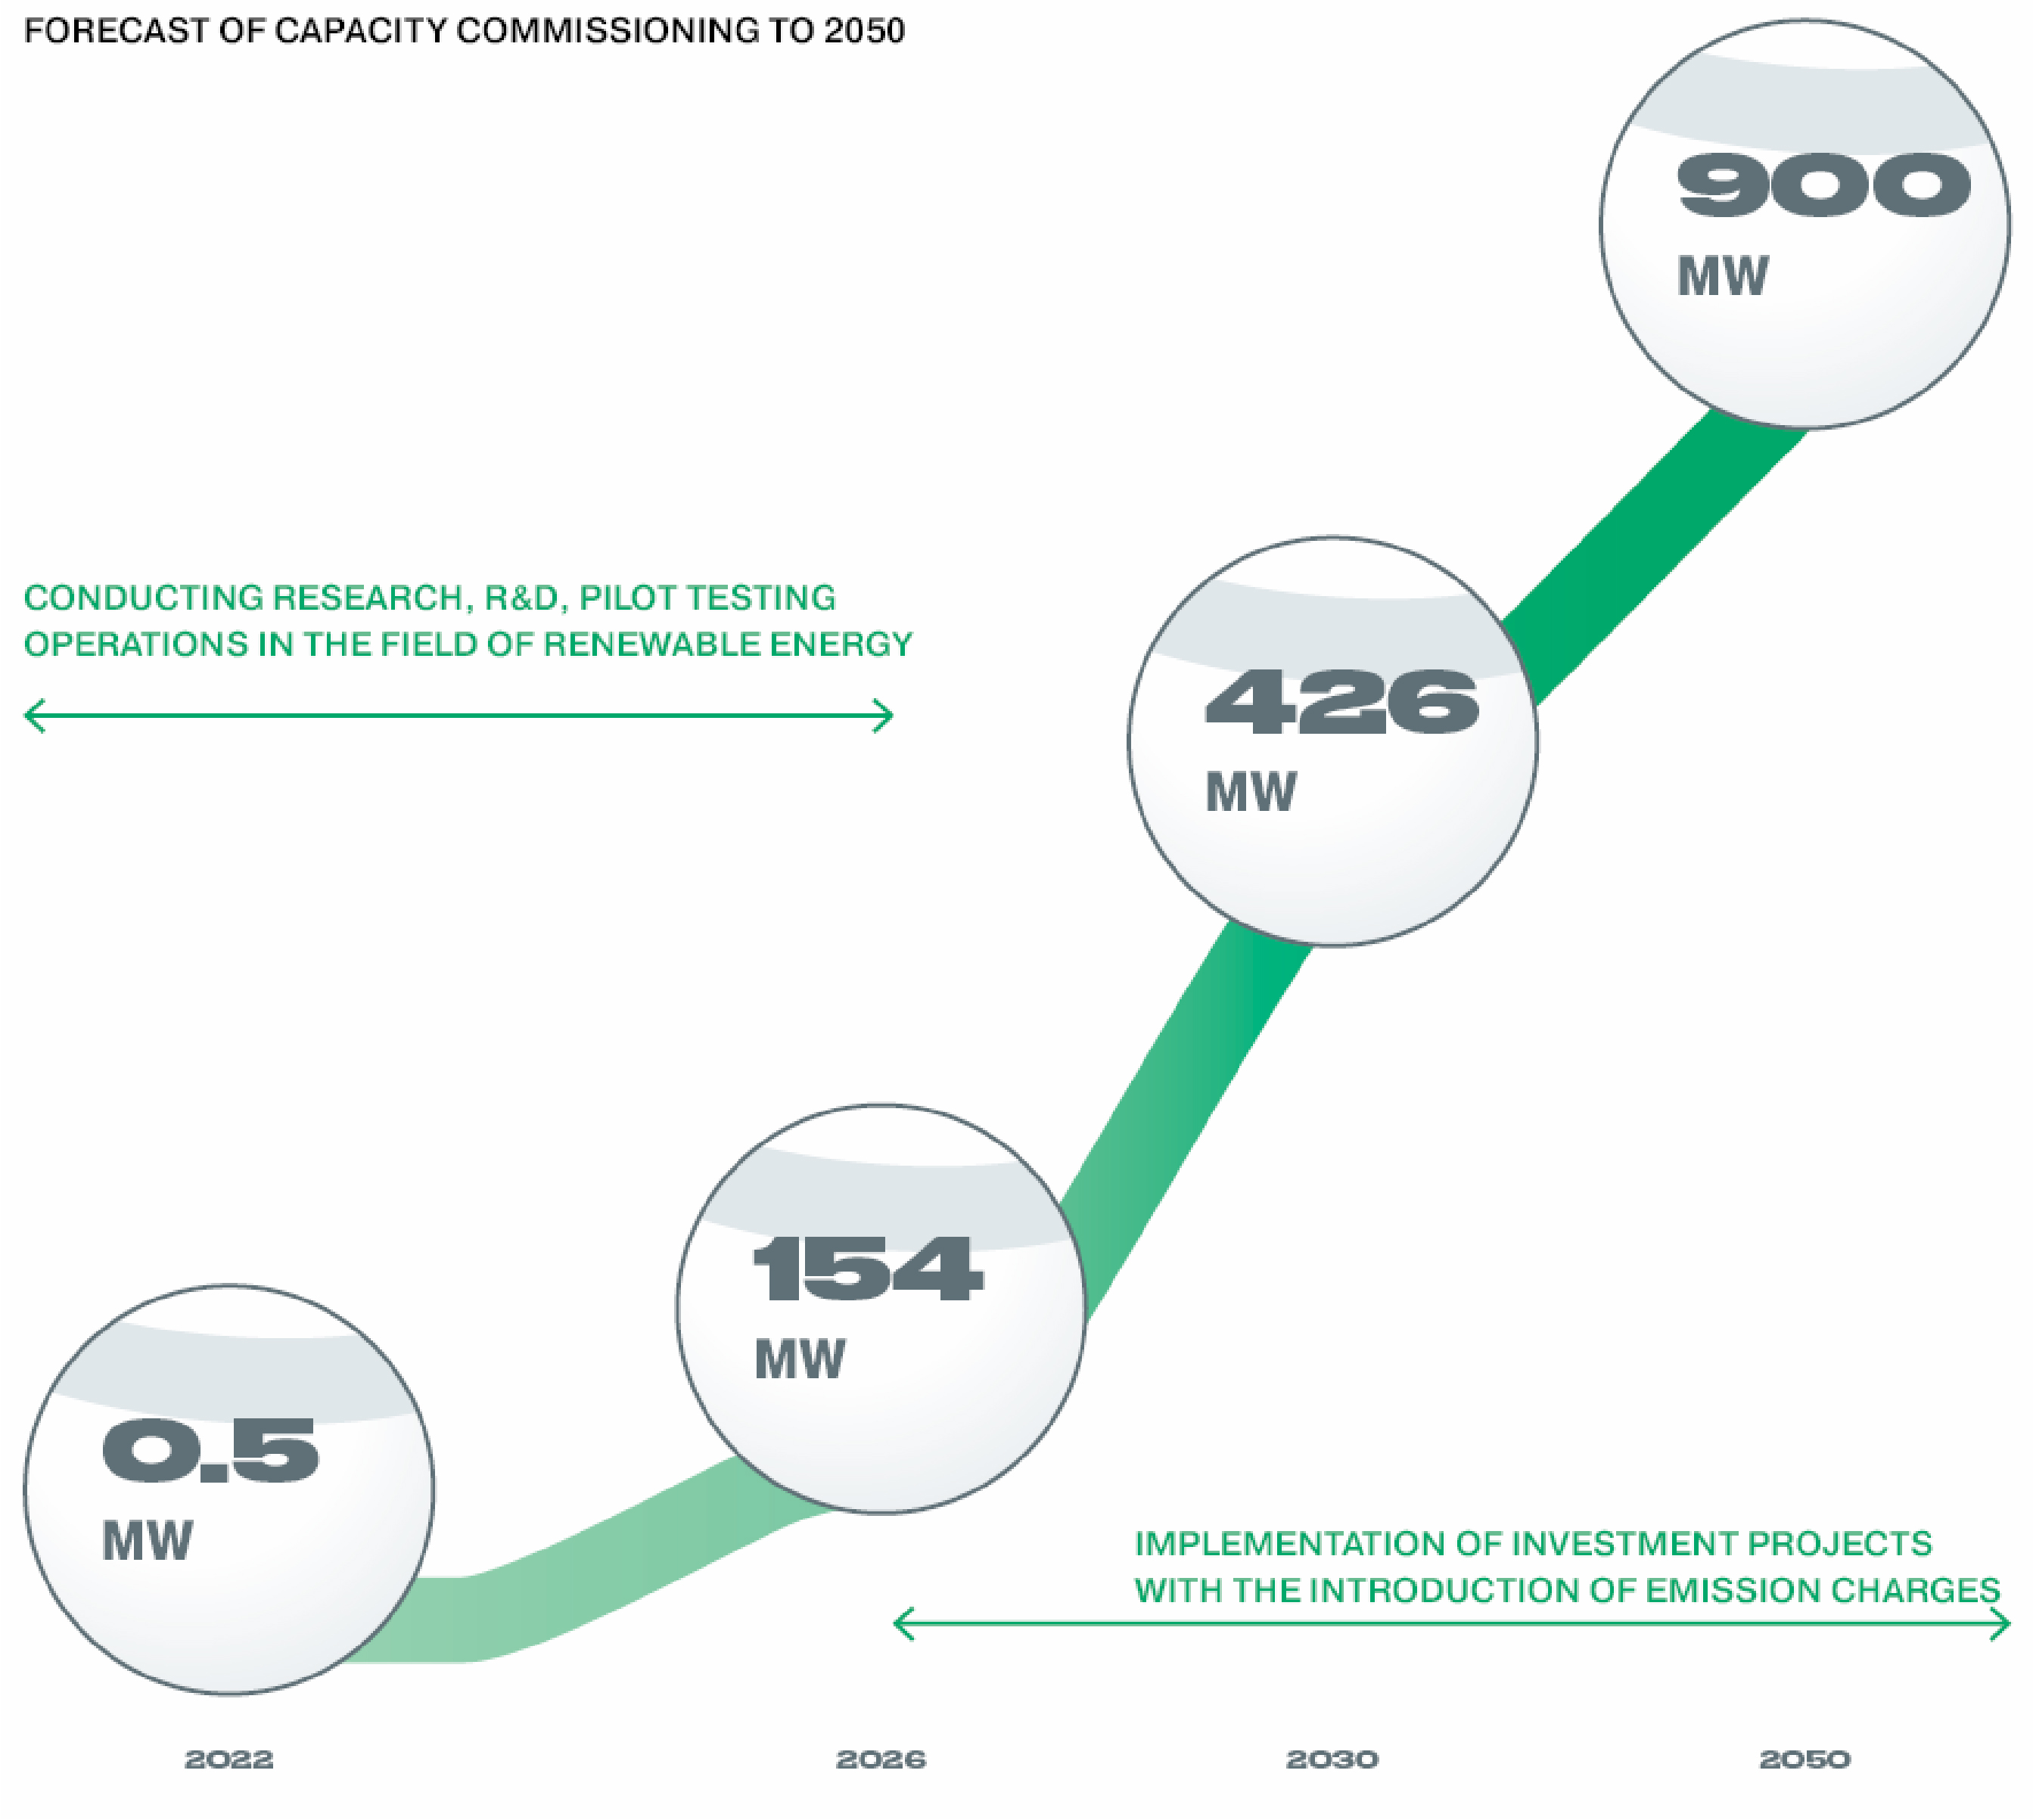 FORECAST OF CAPACITY COMMISSIONING TO 2050
900
MW
CONDUCTING RESEARCH, R&D, PILOT TESTING
OPERATIONS IN THE FIELD OF RENEWABLE ENERGY
426
MW
154
MW
0.5
MW
IMPLEMENTATION OF INVESTMENT PROJECTS
WITH THE INTRODUCTION OF EMISSION CHARGES
2022 2026 2030 2050